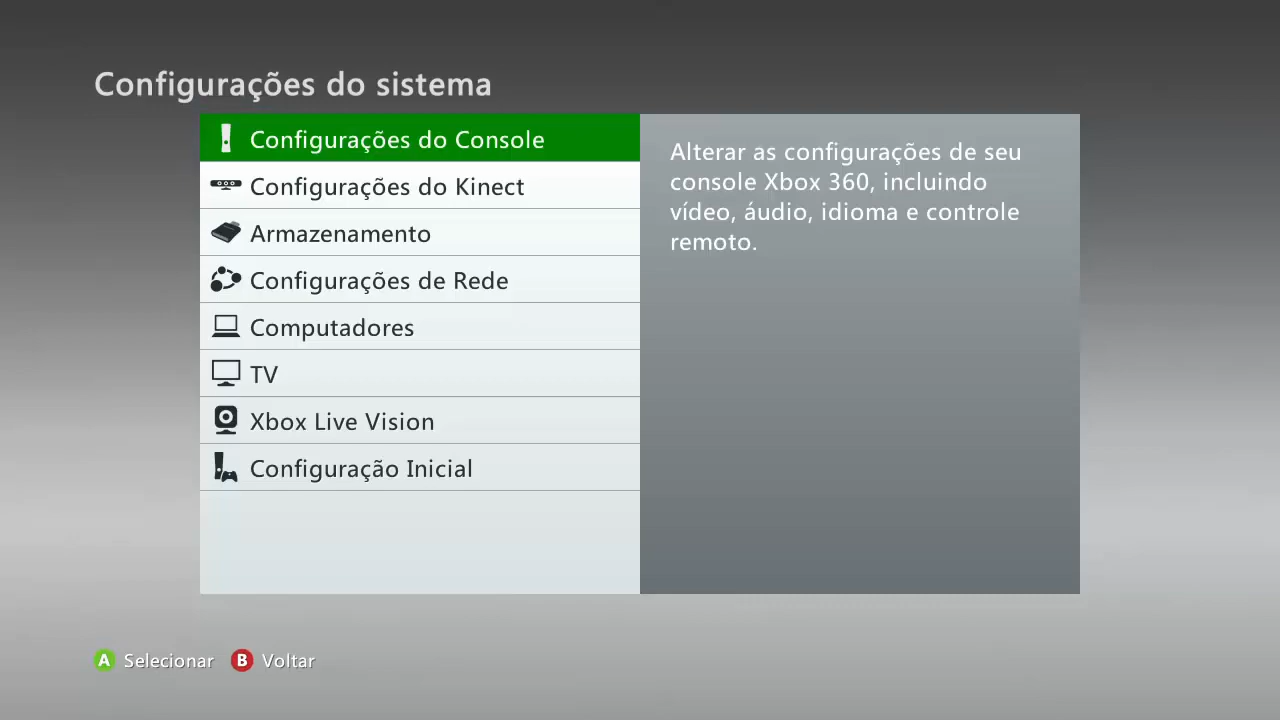 Configurações do sistema
Configurações do Console
Configurações do Kinect
Armazenamento
Configurações de Rede
Computadores
TV
Xbox Live Vision
Configuração Inicial
Alterar as configurações de seu
console Xbox 360, incluindo
vídeo, áudio, idioma e controle
remoto.
A Selecionar B Voltar